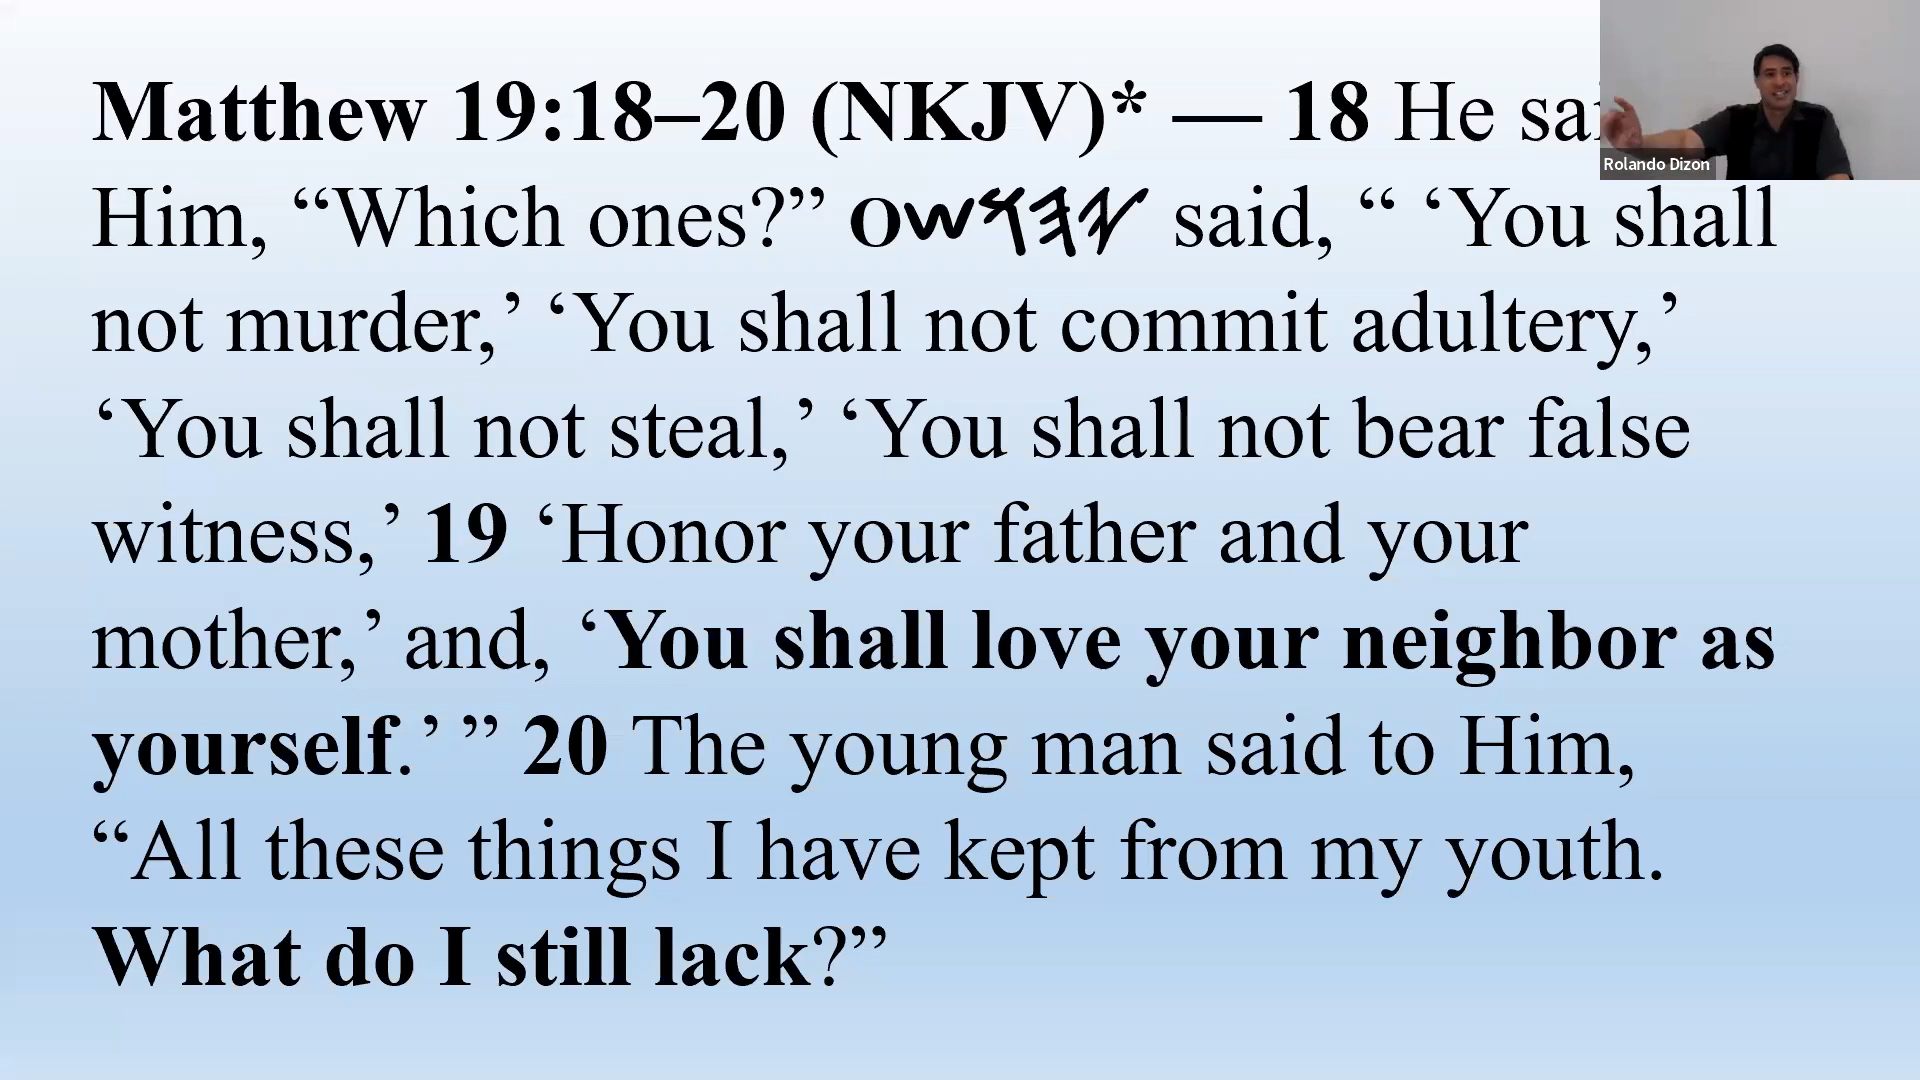 Matthew 19:18–20 (NKJV)* — 18 He
Him, “Which ones?” 𐤉𐤄𐤅𐤔𐤏 said, “ ‘You shall
not murder,’ ‘You shall not commit adultery,’
‘You shall not steal,’ ‘You shall not bear false
witness,’ 19 ‘Honor your father and your
mother,’ and, ‘You shall love your neighbor as
yourself.’ ” 20 The young man said to Him,
“All these things I have kept from my youth.
What do I still lack?”
Rolando Dizon